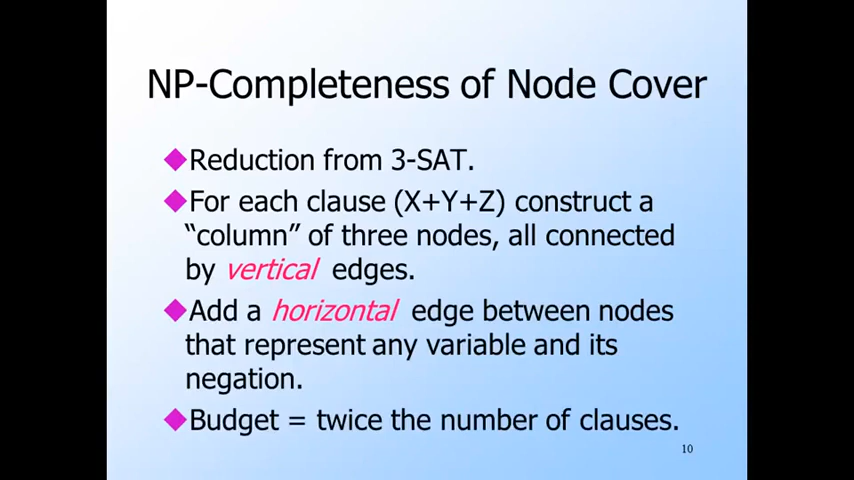 NP-Completeness of Node Cover
Reduction from 3-SAT.
For each clause (X+Y+Z) construct a
“column” of three nodes, all connected
by vertical edges.
Add a horizontal edge between nodes
that represent any variable and its
negation.
Budget = twice the number of clauses.
10